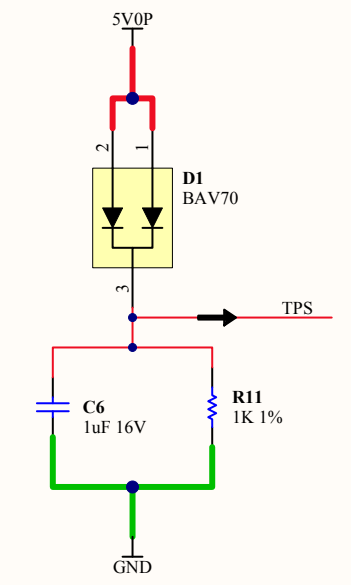 5V0P
2
1
D1
BAV70
3
TPS
C6
1uF 16V
R11
1K 1%
GND